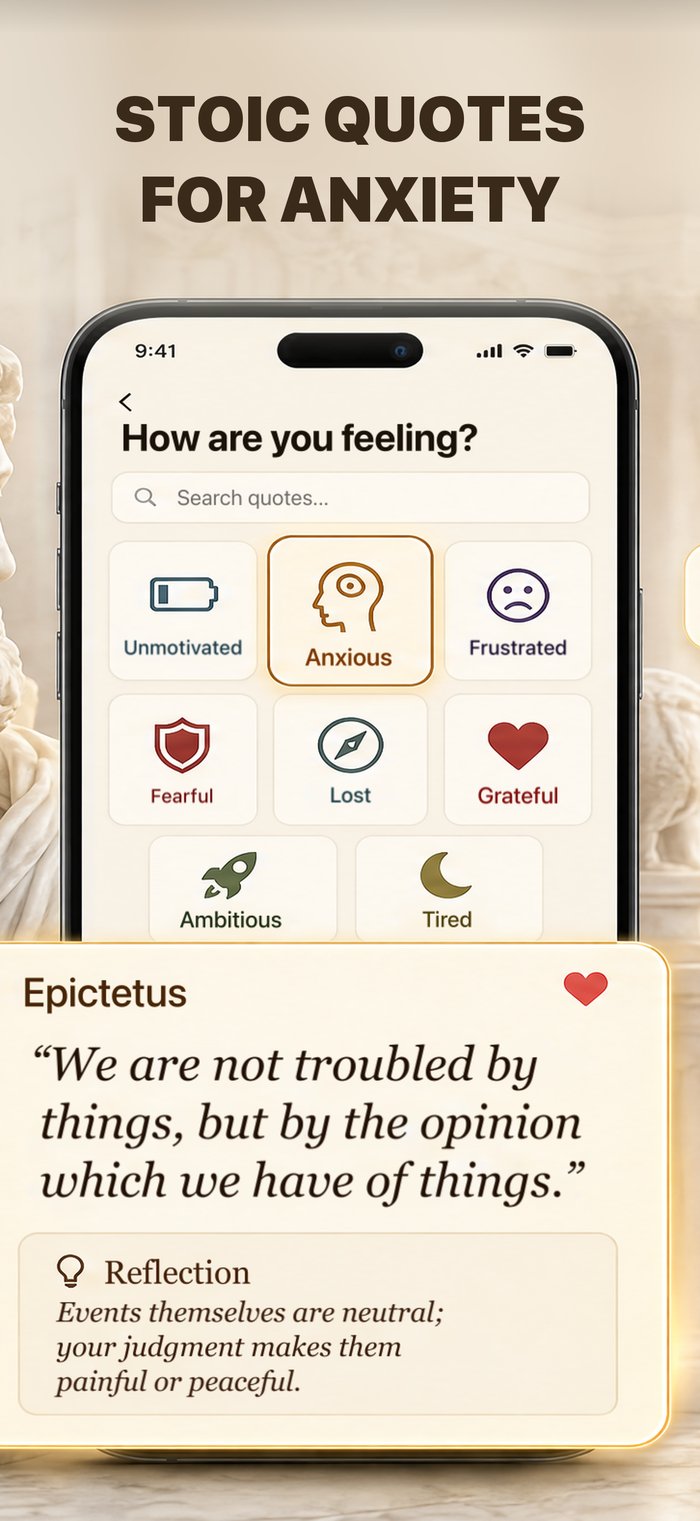 STOIC QUOTES
FOR ANXIETY
9:41
How are you feeling?
Search quotes...
Unmotivated
Anxious
Frustrated
Fearful
Lost
Grateful
Ambitious
Tired
Epictetus
“We are not troubled by
things, but by the opinion
which we have of things.”
Reflection
Events themselves are neutral;
your judgment makes them
painful or peaceful.